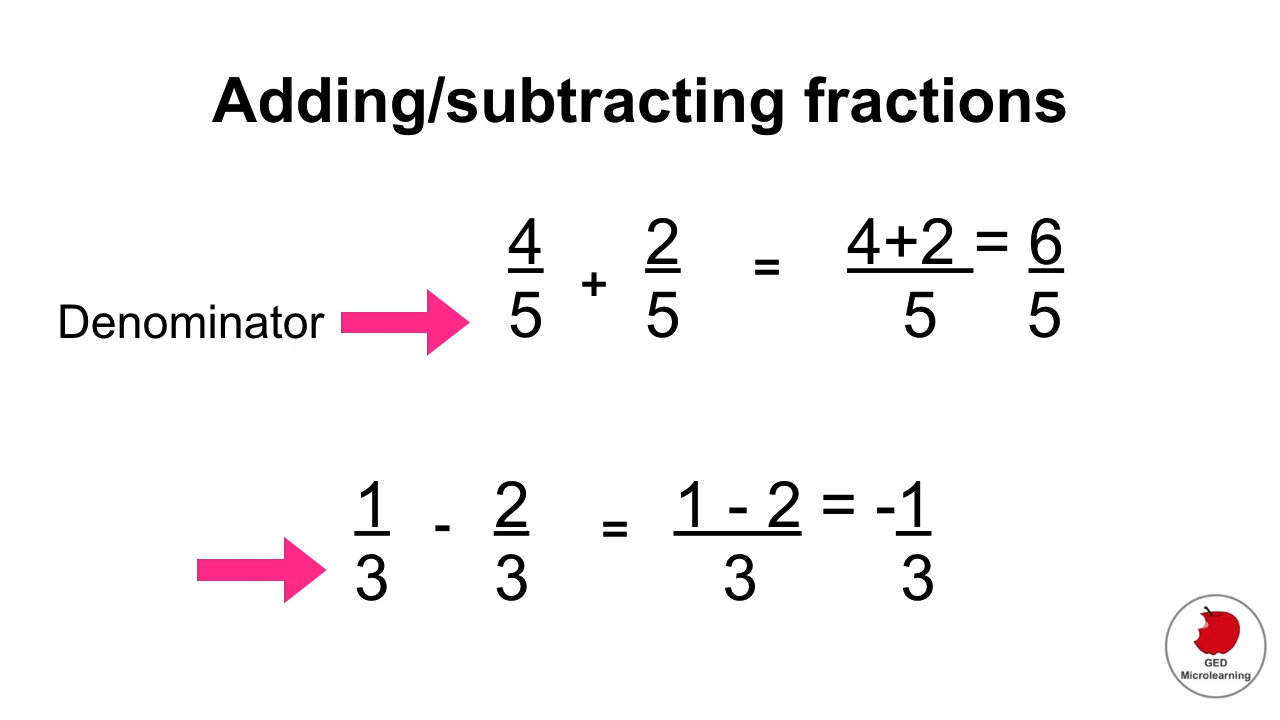 Adding/subtracting fractions
4 2 4+2 = 6
+ =
Denominator 5 5 5 5
1 2 1 - 2 = -1
- =
3 3 3 3
GED
Microlearning